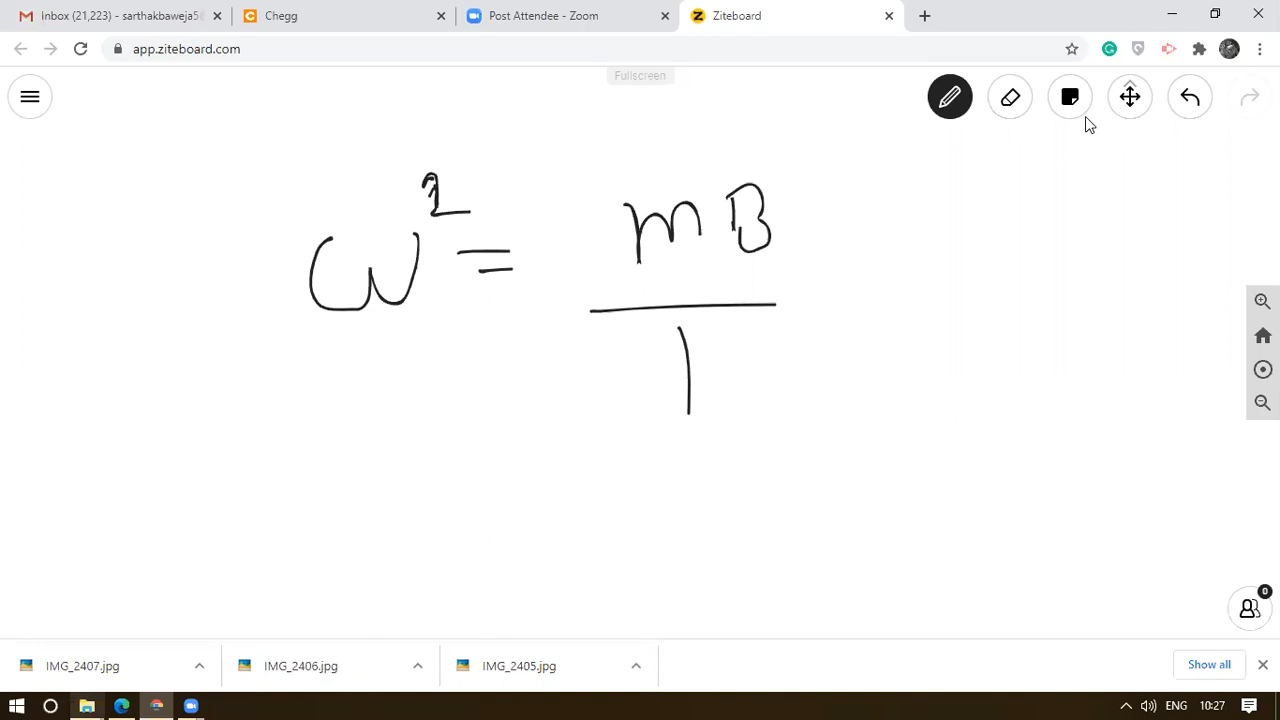 Inbox (21,223) - sarthakbaweja5
Chegg
Post Attendee - Zoom
Ziteboard
app.ziteboard.com
Fullscreen
ω² = mB
I
0
IMG_2407.jpg
IMG_2406.jpg
IMG_2405.jpg
Show all
ENG
10:27